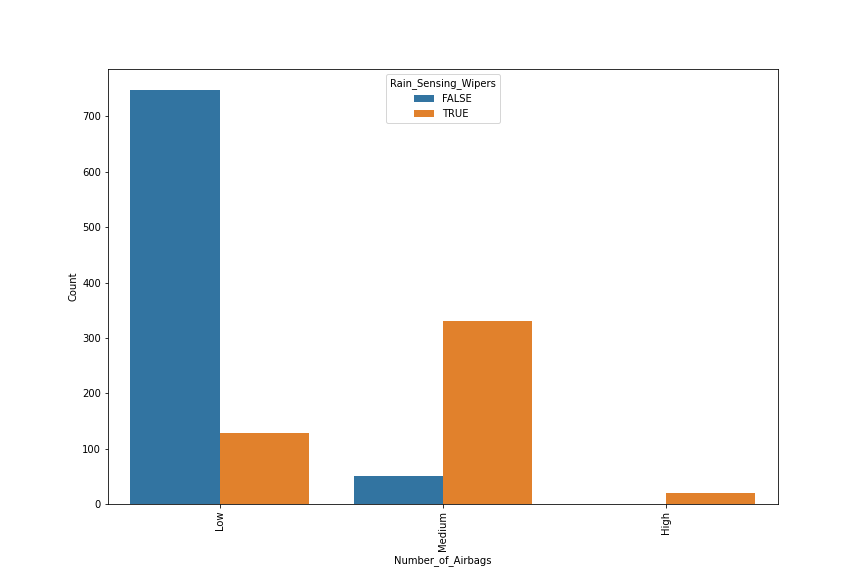 Rain_Sensing_Wipers
FALSE
TRUE
700
600
500
400
300
200
100
0
Count
Low
Medium
High
Number_of_Airbags